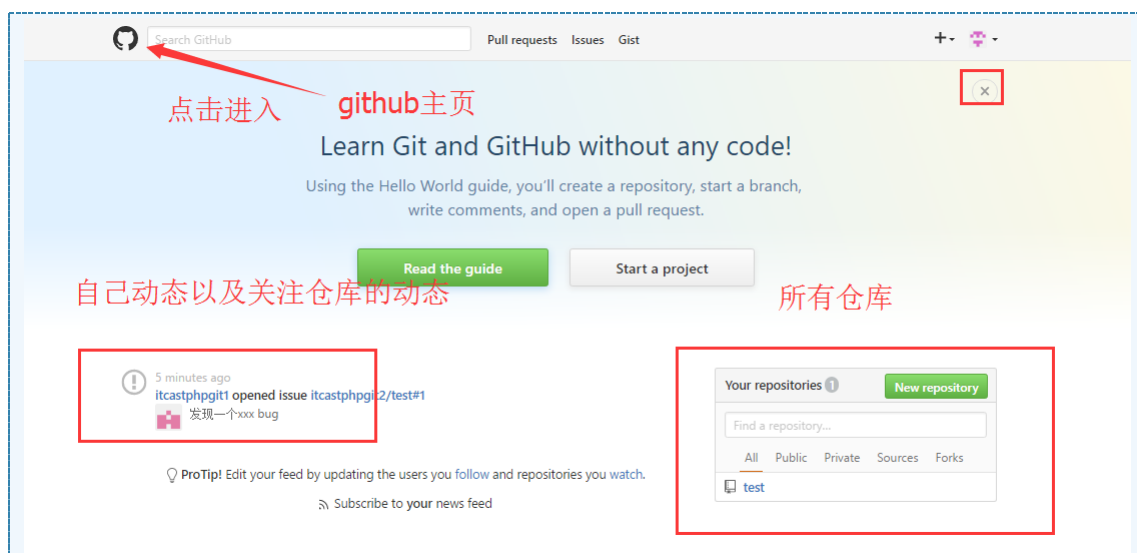 Search GitHub
Pull requests Issues Gist
点击进入
github主页
Learn Git and GitHub without any code!
Using the Hello World guide, you'll create a repository, start a branch,
write comments, and open a pull request.
Read the guide
Start a project
自己动态以及关注仓库的动态
所有仓库
5 minutes ago
itcastphpgit1 opened issue itcastphpgit2/test#1
发现一个xxx bug
ProTip! Edit your feed by updating the users you follow and repositories you watch.
Subscribe to your news feed
Your repositories 1
New repository
Find a repository...
All Public Private Sources Forks
test